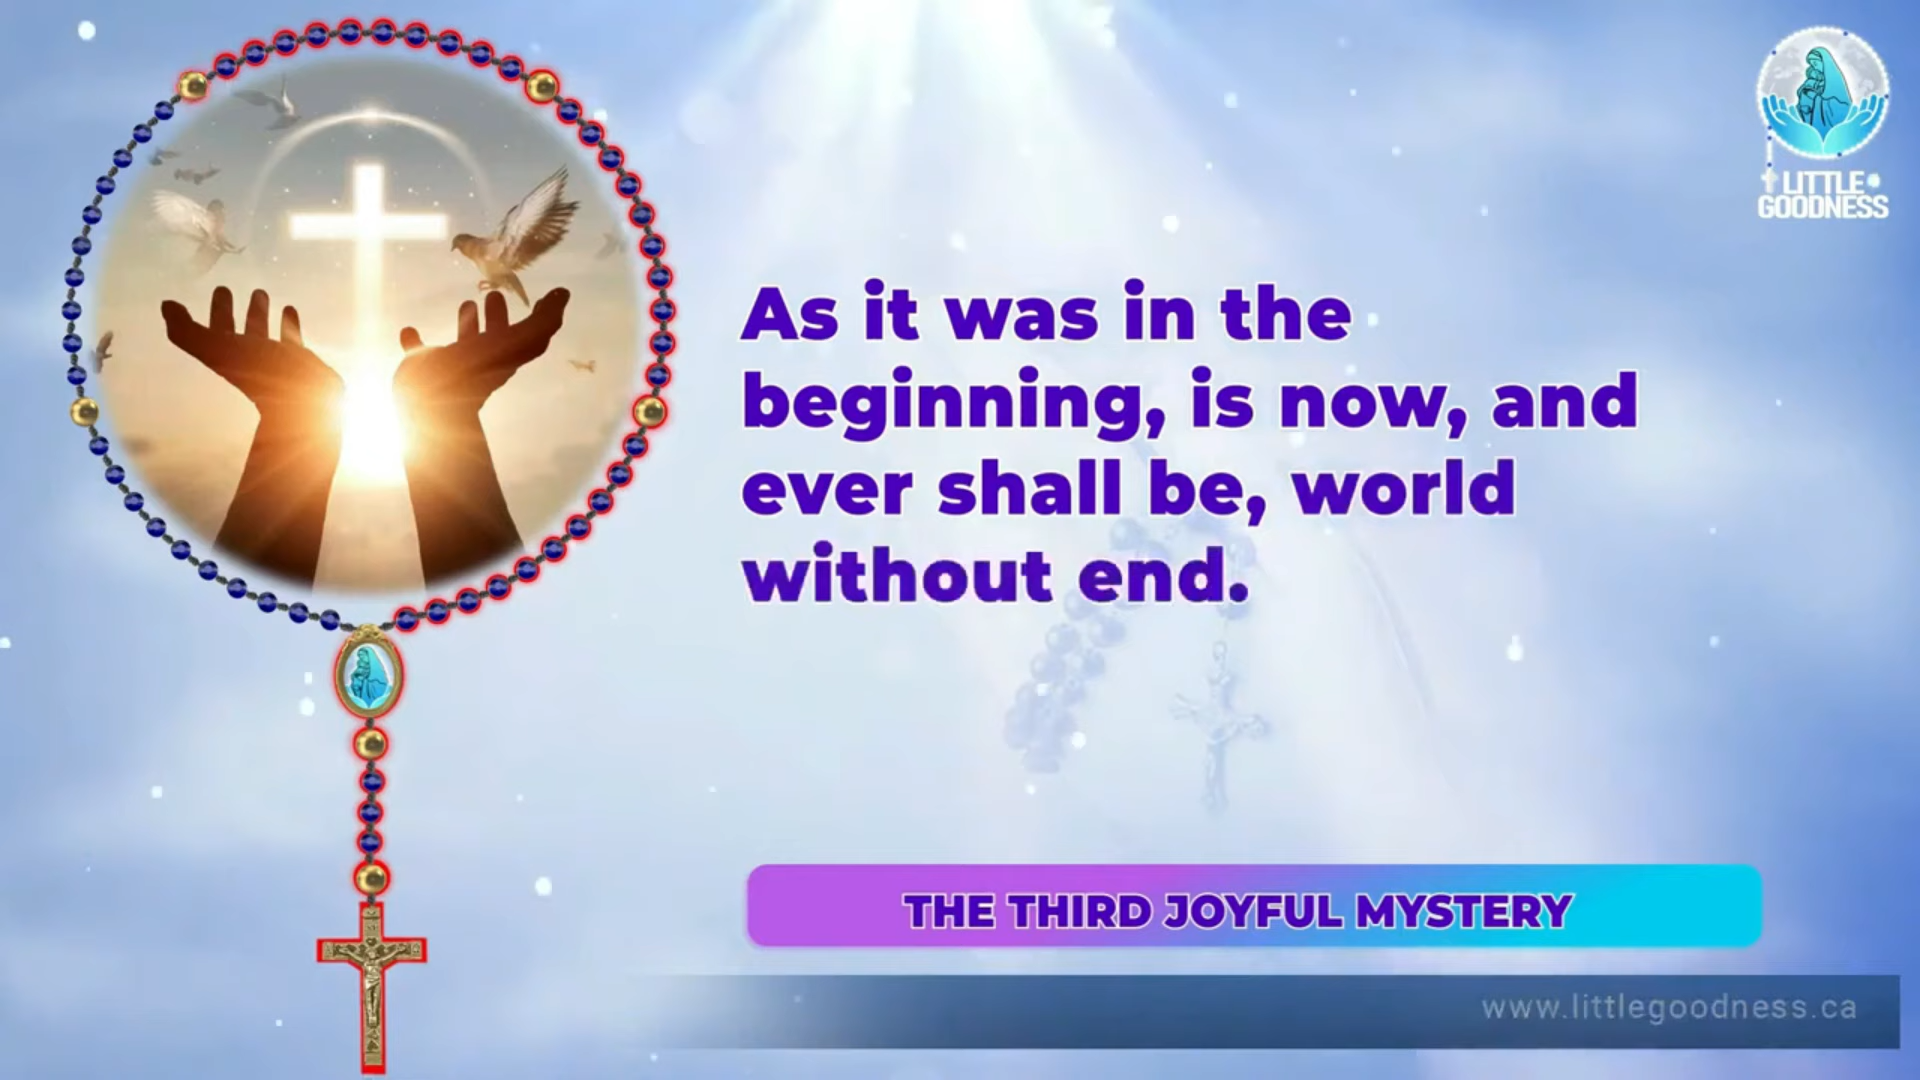 LITTLE
GOODNESS
As it was in the
beginning, is now, and
ever shall be, world
without end.
THE THIRD JOYFUL MYSTERY
www.littlegoodness.ca